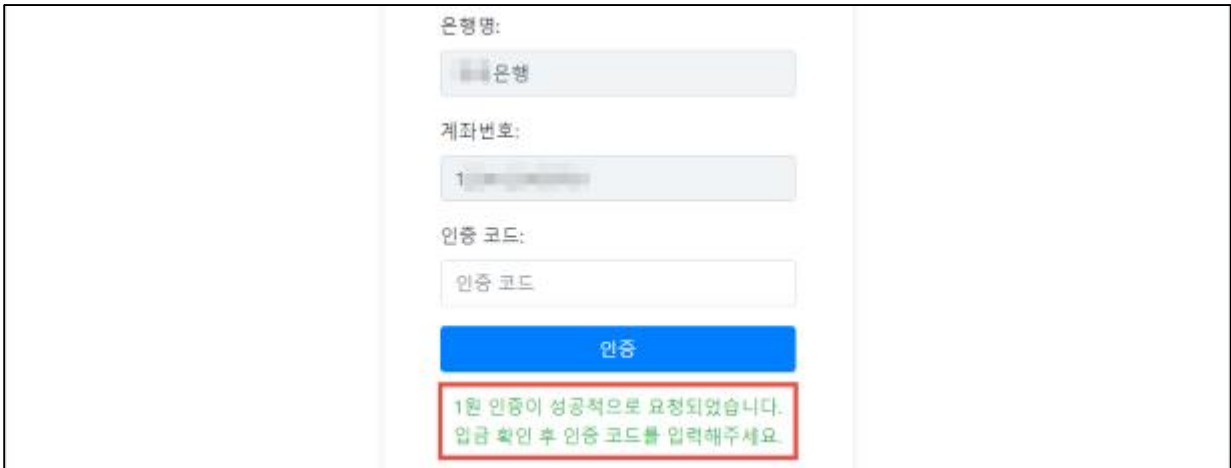 은행명:
은행
계좌번호:
1
인증 코드:
인증 코드
인증
1원 인증이 성공적으로 요청되었습니다.
입금 확인 후 인증 코드를 입력해주세요.